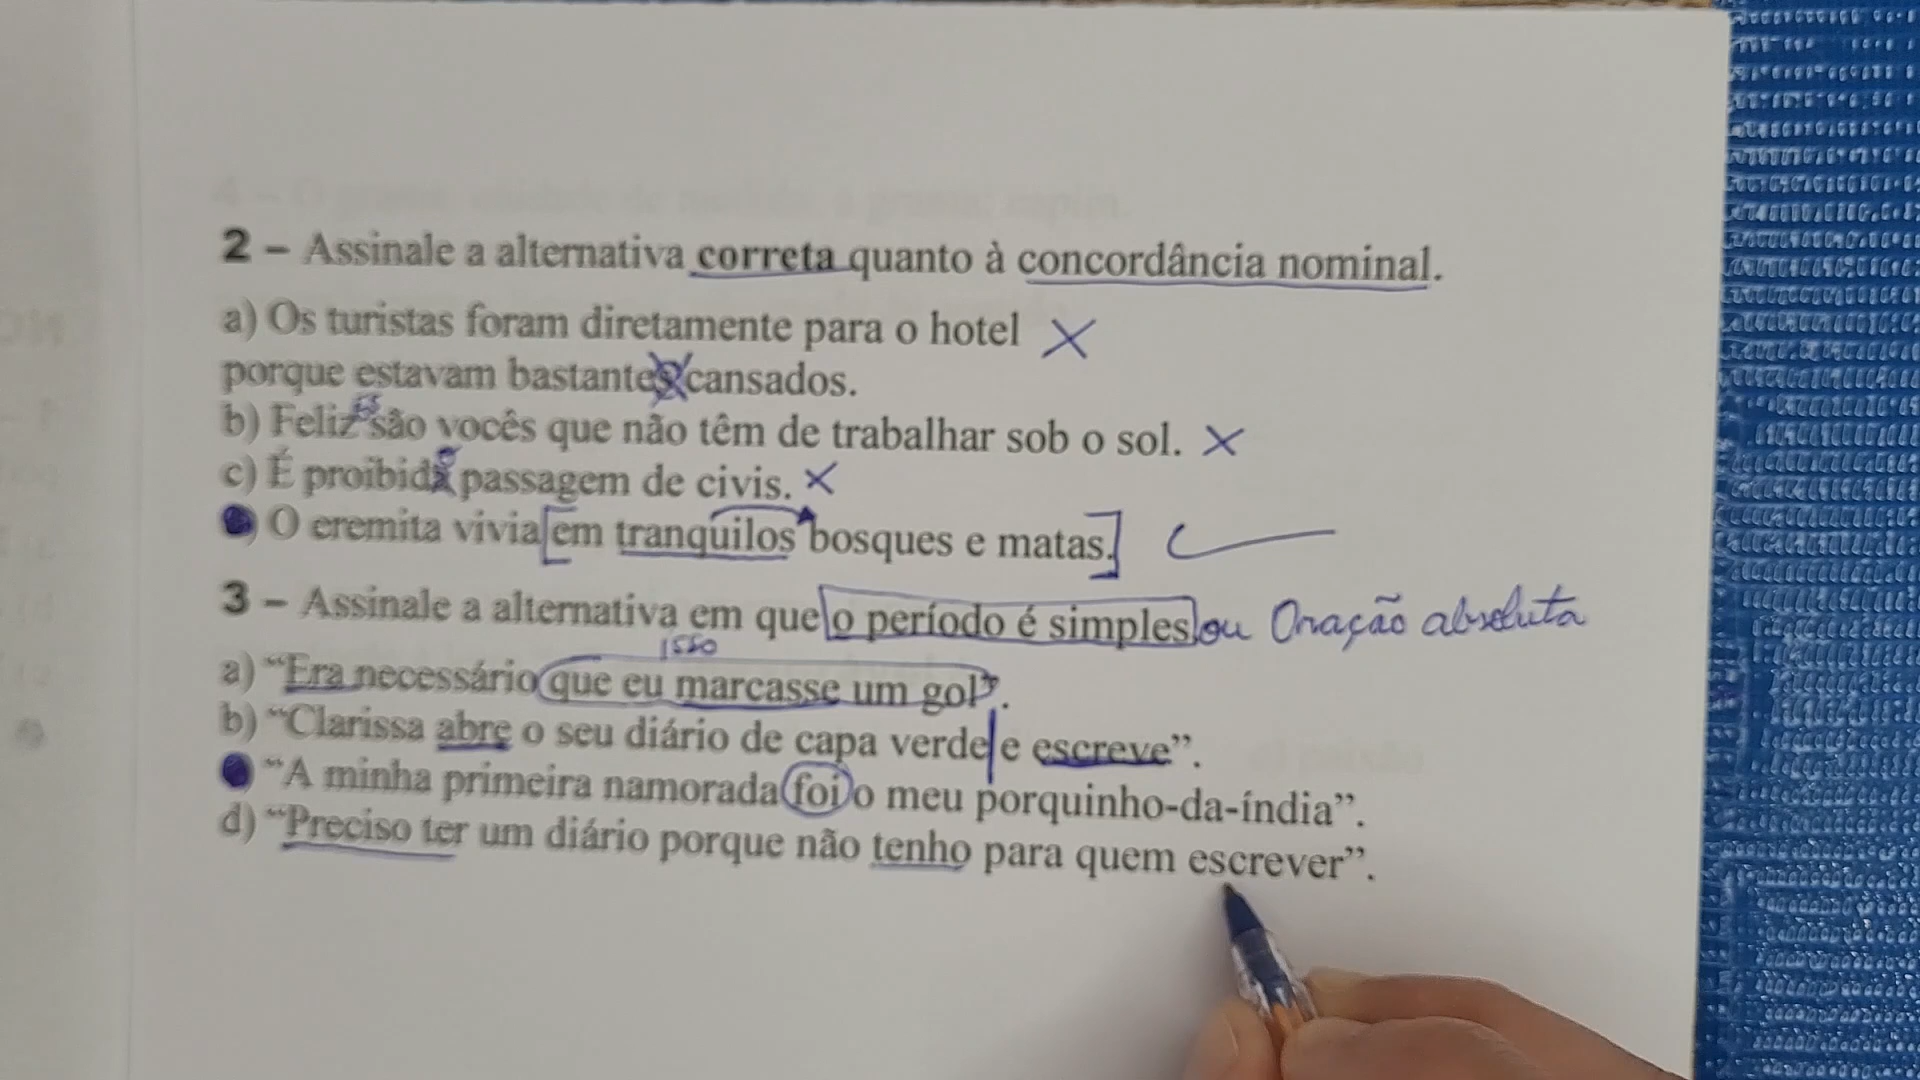 2 – Assinale a alternativa correta quanto à concordância nominal.
a) Os turistas foram diretamente para o hotel X
porque estavam bastantes cansados.
es
b) Feliz são vocês que não têm de trabalhar sob o sol. X
o
c) É proibida passagem de civis. X
) O eremita vivia [em tranquilos bosques e matas.]
3 – Assinale a alternativa em que o período é simples ou Oração absoluta
isso
a) “Era necessário que eu marcasse um gol”.
b) “Clarissa abre o seu diário de capa verde | e escreve”.
) “A minha primeira namorada foi o meu porquinho-da-índia”.
d) “Preciso ter um diário porque não tenho para quem escrever”.